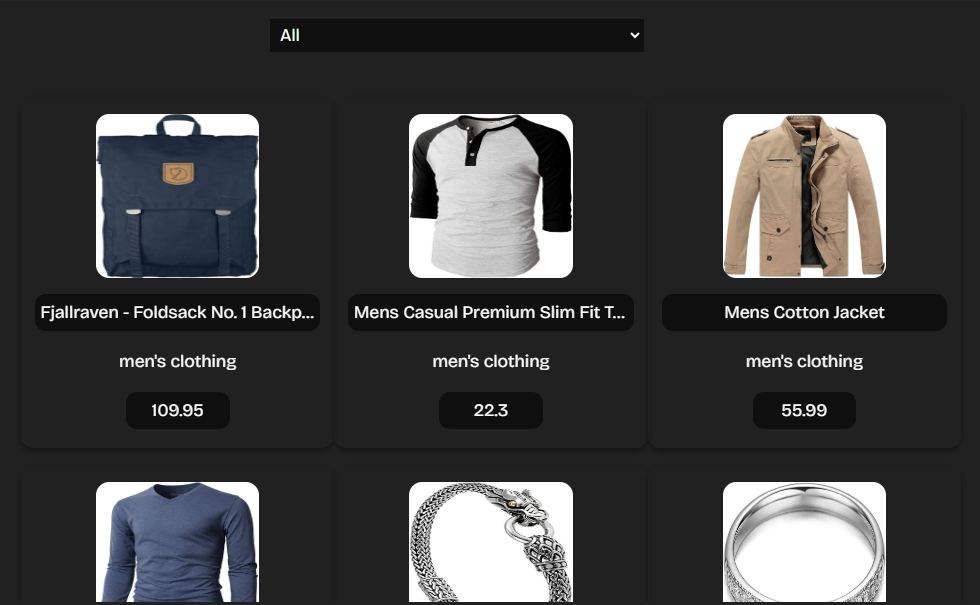 All
Fjallraven - Foldsack No. 1 Backp...
Mens Casual Premium Slim Fit T...
Mens Cotton Jacket
men's clothing
men's clothing
men's clothing
109.95
22.3
55.99